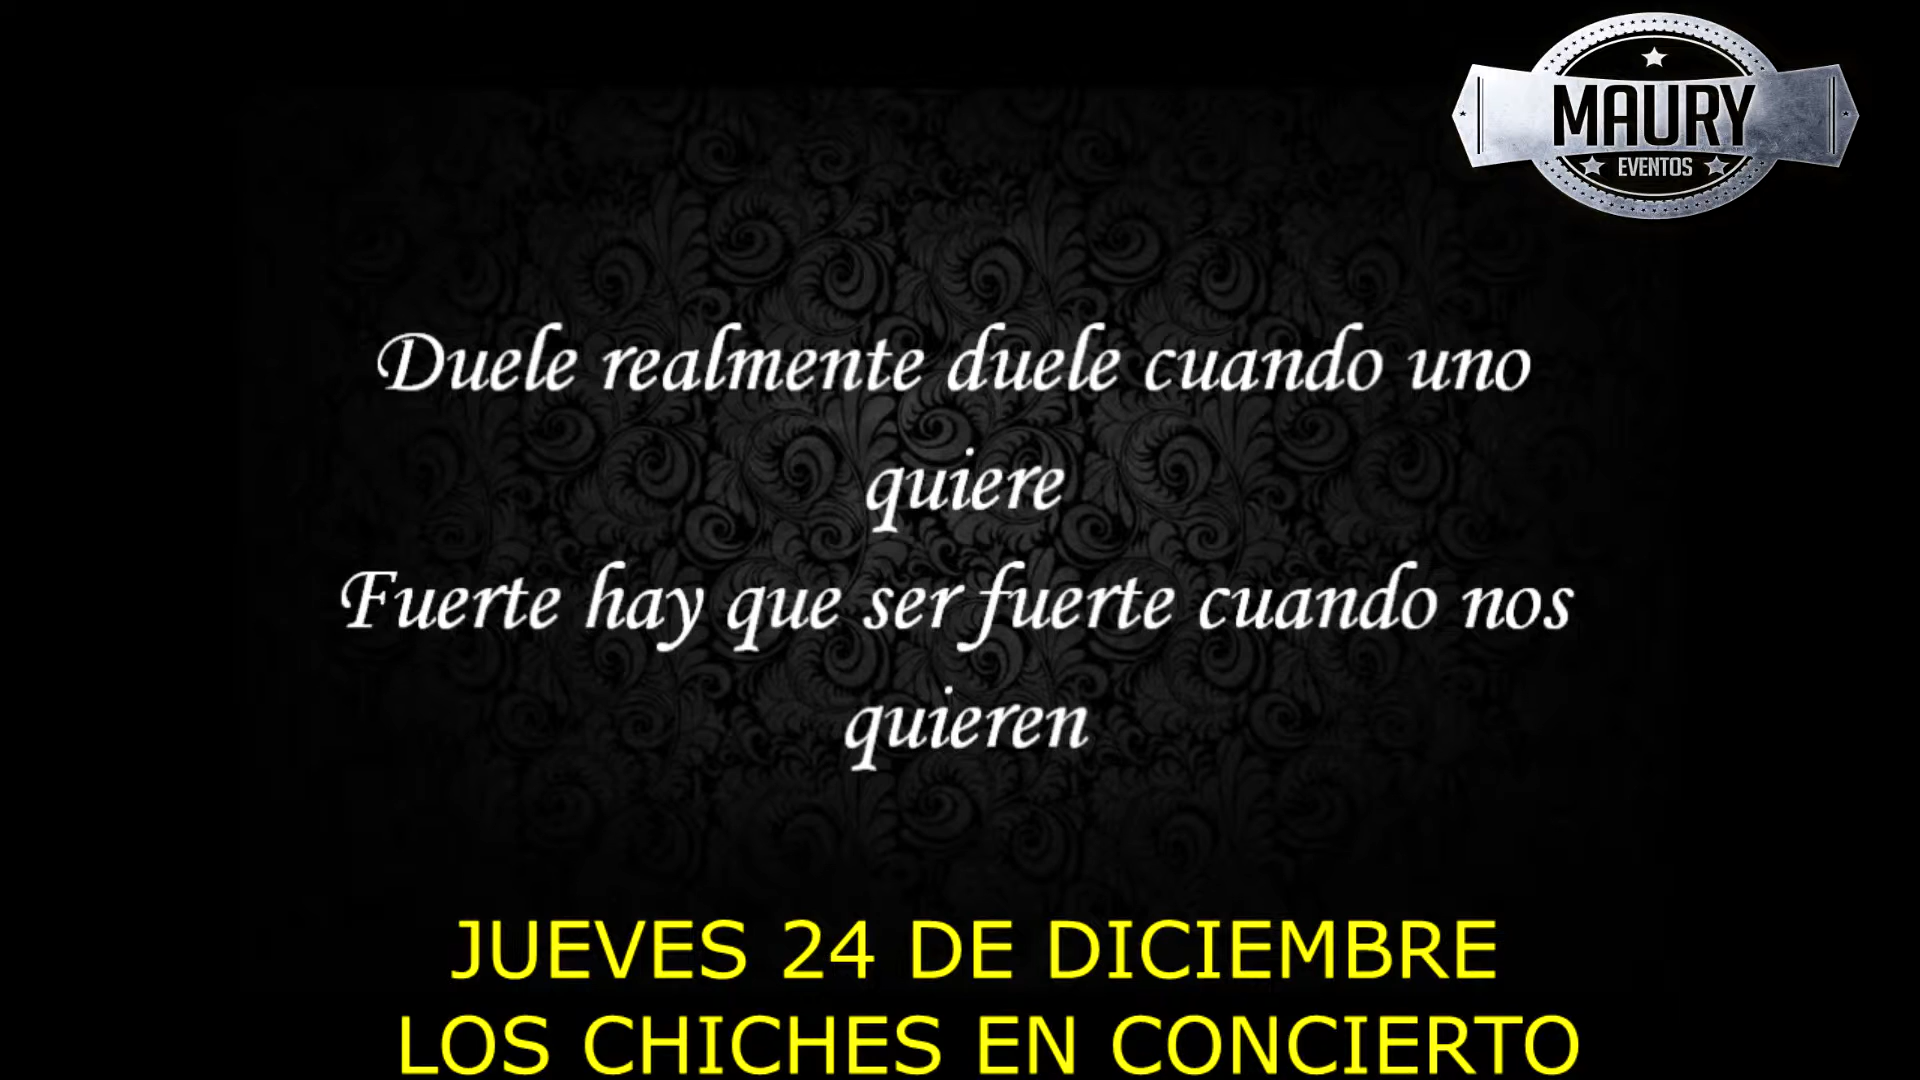 MAURY
EVENTOS
Duele realmente duele cuando uno
quiere
Fuerte hay que ser fuerte cuando nos
quieren
JUEVES 24 DE DICIEMBRE
LOS CHICHES EN CONCIERTO